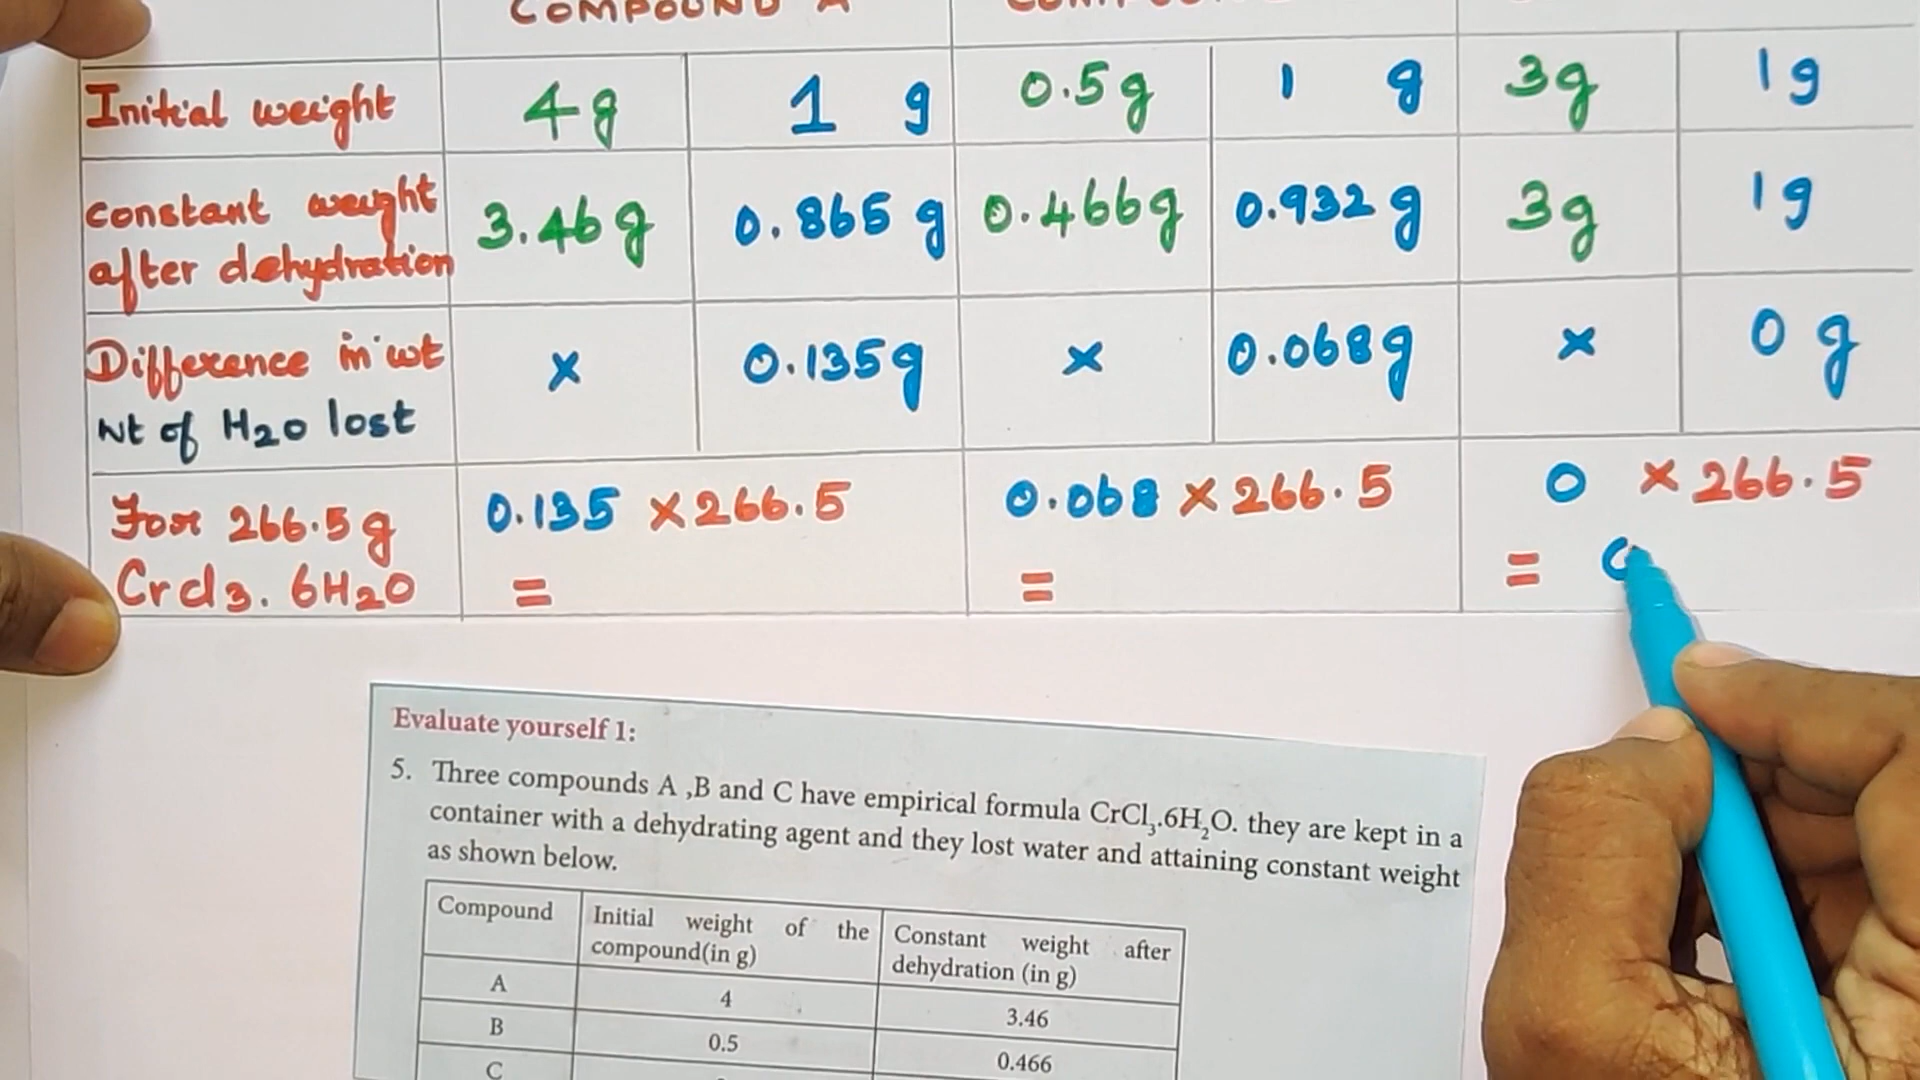 COMPOUND A
Initial weight 4g 1 g 0.5g 1 g 3g 1g
constant weight
after dehydration 3.46g 0.865 g 0.466g 0.932g 3g 1g
Difference in wt × 0.135g × 0.068g × 0 g
wt of H2O lost
For 266.5g 0.135 × 266.5 0.068 × 266.5 0 × 266.5
CrCl3. 6H2O = = =
Evaluate yourself 1:
5. Three compounds A ,B and C have empirical formula CrCl₃.6H₂O. they are kept in a
container with a dehydrating agent and they lost water and attaining constant weight
as shown below.
Compound Initial weight of the Constant weight after
compound(in g) dehydration (in g)
A 4 3.46
B 0.5 0.466
C